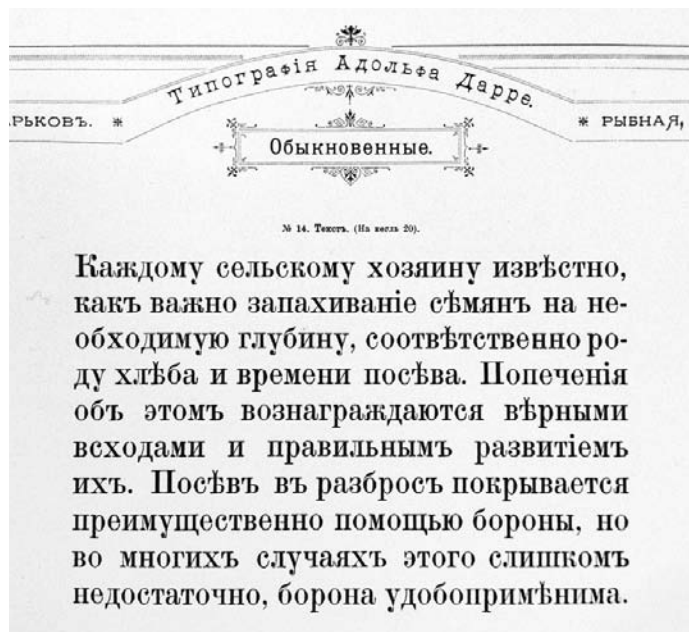 Типографія Адольфа Дарре.
РЬКОВЪ. * * РЫБНАЯ,
Обыкновенные.
№ 14. Текстъ. (На кегль 20).
Каждому сельскому хозяину извѣстно,
какъ важно запахиваніе сѣмянъ на не-
обходимую глубину, соотвѣтственно ро-
ду хлѣба и времени посѣва. Попеченія
объ этомъ вознаграждаются вѣрными
всходами и правильнымъ развитіемъ
ихъ. Посѣвъ въ разбросъ покрывается
преимущественно помощью бороны, но
во многихъ случаяхъ этого слишкомъ
недостаточно, борона удобопримѣнима.